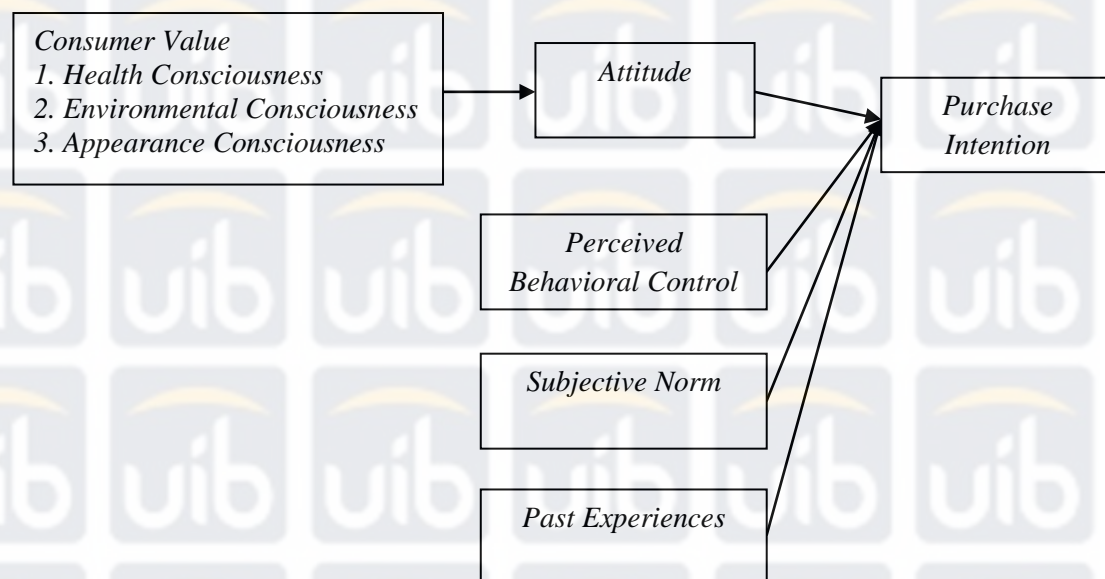 Consumer Value
1. Health Consciousness
2. Environmental Consciousness
3. Appearance Consciousness
Attitude
Purchase
Intention
Perceived
Behavioral Control
Subjective Norm
Past Experiences
uib